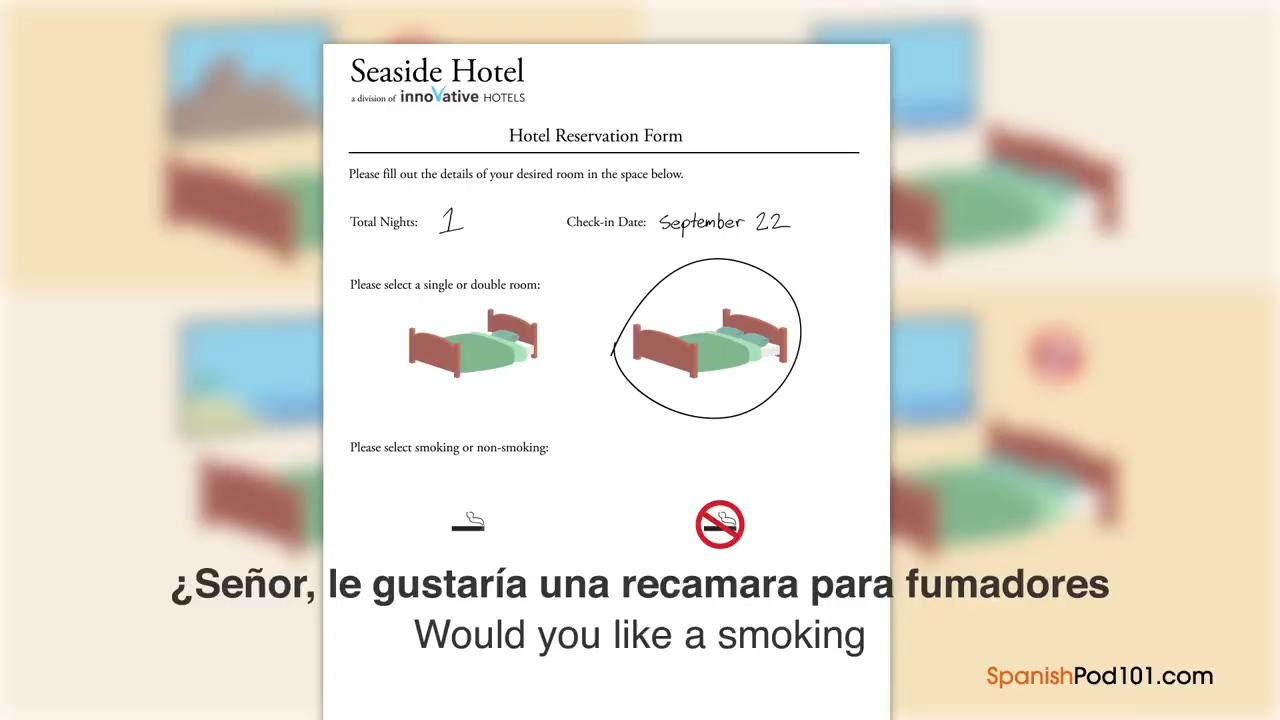 Seaside Hotel
a division of innoVative HOTELS
Hotel Reservation Form
Please fill out the details of your desired room in the space below.
Total Nights: 1 Check-in Date: September 22
Please select a single or double room:
Please select smoking or non-smoking:
¿Señor, le gustaría una recamara para fumadores
Would you like a smoking
SpanishPod101.com